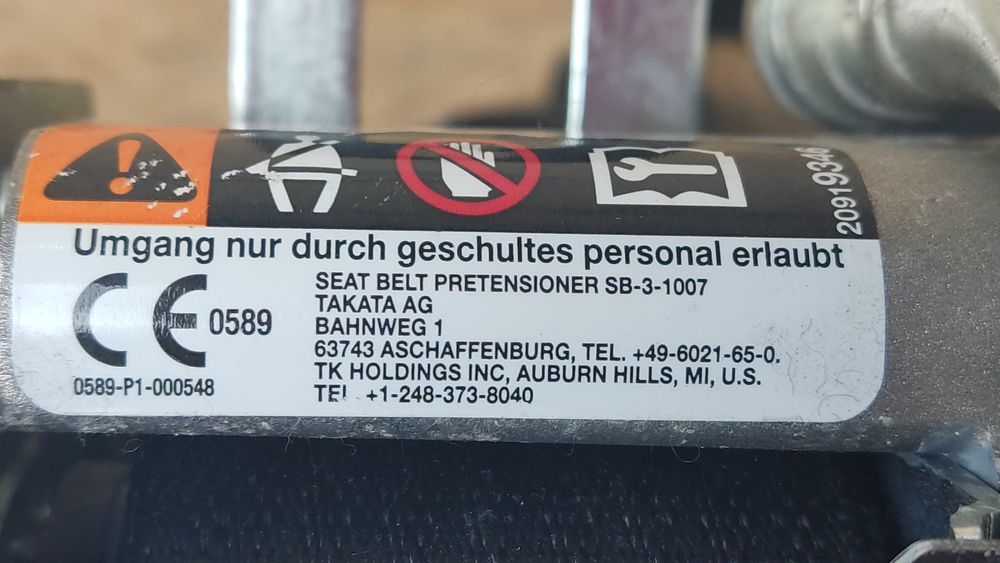 20919346
Umgang nur durch geschultes personal erlaubt
CE 0589
0589-P1-000548
SEAT BELT PRETENSIONER SB-3-1007
TAKATA AG
BAHNWEG 1
63743 ASCHAFFENBURG, TEL. +49-6021-65-0.
TK HOLDINGS INC, AUBURN HILLS, MI, U.S.
TEL +1-248-373-8040